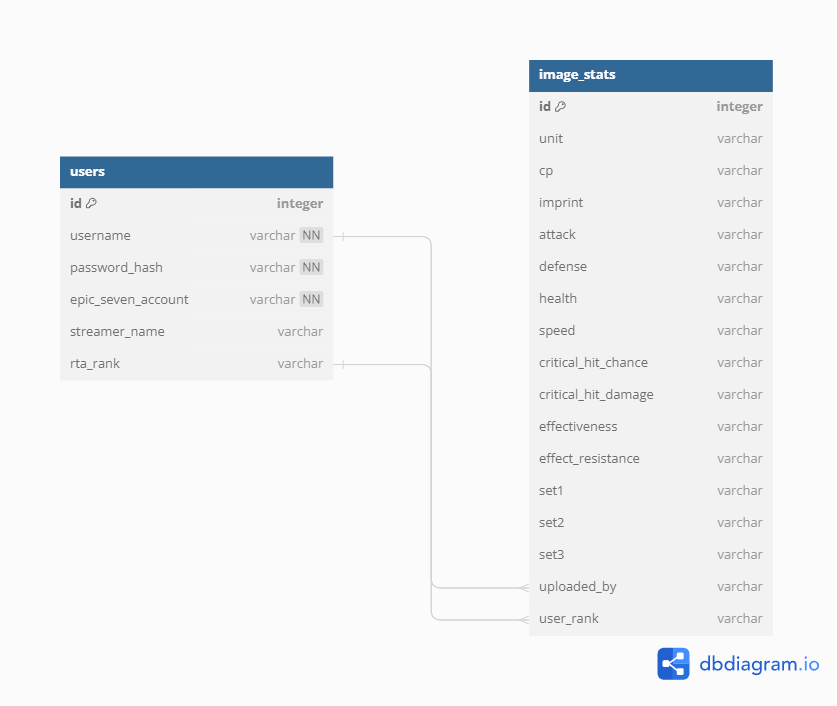 users
id integer
username varchar NN
password_hash varchar NN
epic_seven_account varchar NN
streamer_name varchar
rta_rank varchar
image_stats
id integer
unit varchar
cp varchar
imprint varchar
attack varchar
defense varchar
health varchar
speed varchar
critical_hit_chance varchar
critical_hit_damage varchar
effectiveness varchar
effect_resistance varchar
set1 varchar
set2 varchar
set3 varchar
uploaded_by varchar
user_rank varchar
dbdiagram.io